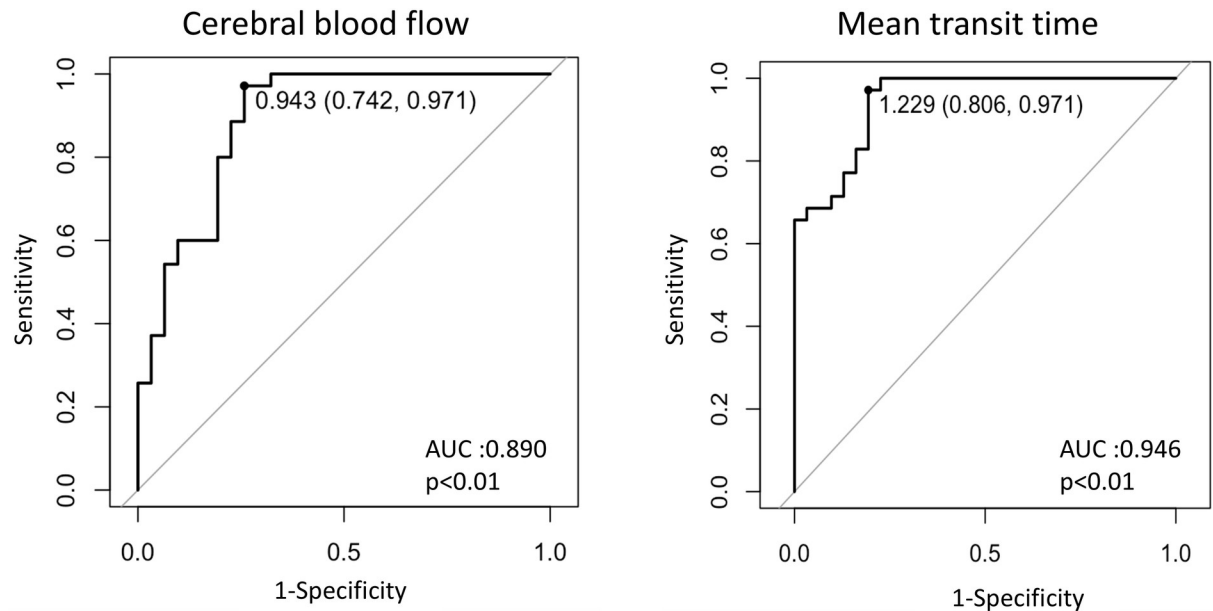 Cerebral blood flow
1.0
0.8
0.6
0.4
0.2
0.0
Sensitivity
0.943 (0.742, 0.971)
AUC :0.890
p<0.01
0.0 0.5 1.0
1-Specificity
Mean transit time
1.0
0.8
0.6
0.4
0.2
0.0
Sensitivity
1.229 (0.806, 0.971)
AUC :0.946
p<0.01
0.0 0.5 1.0
1-Specificity